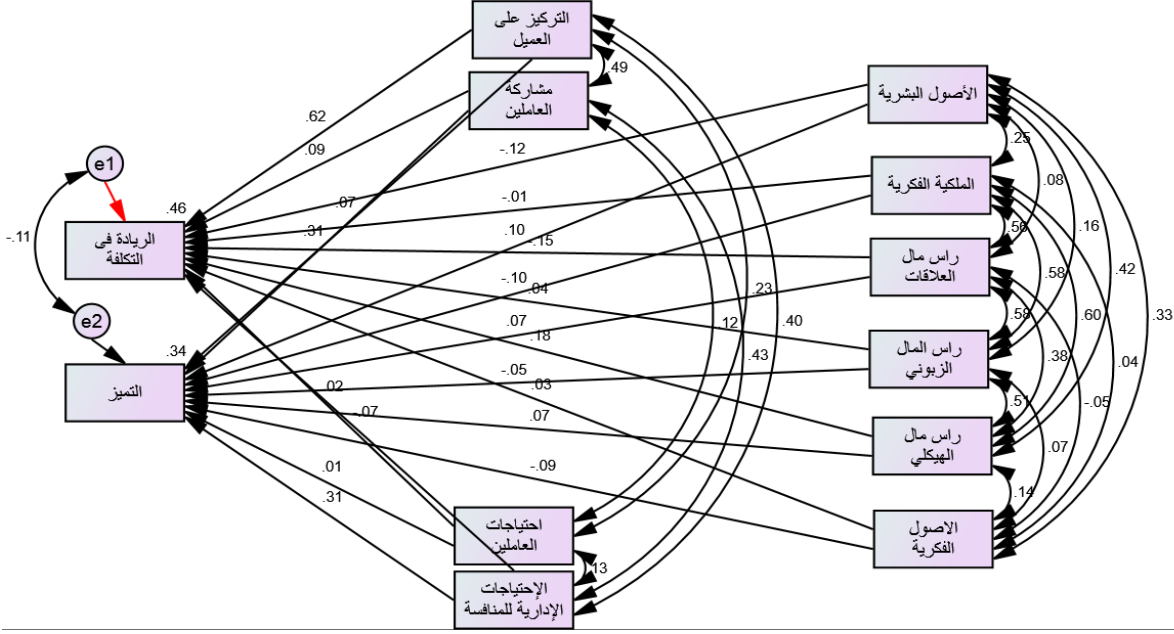 التركيز على
العميل
.49
مشاركة
العاملين
الأصول البشرية
.62
.09
-.12
.25
e1
.46
.07
-.01
الملكية الفكرية
.08
الريادة فى
التكلفة
.31
.10
-.15
.56
.16
-.11
راس مال
العلاقات
.42
-.10
.04
.23
.58
e2
.07
.18
.12
.40
.58
.60
.33
.34
راس المال
الزبوني
.43
.38
.04
التميز
-.05
.03
.02
-.07
.07
.51
-.05
راس مال
الهيكلي
.07
.01
-.09
.31
.14
احتياجات
العاملين
الاصول
الفكرية
.13
الإحتياجات
الإدارية للمنافسة